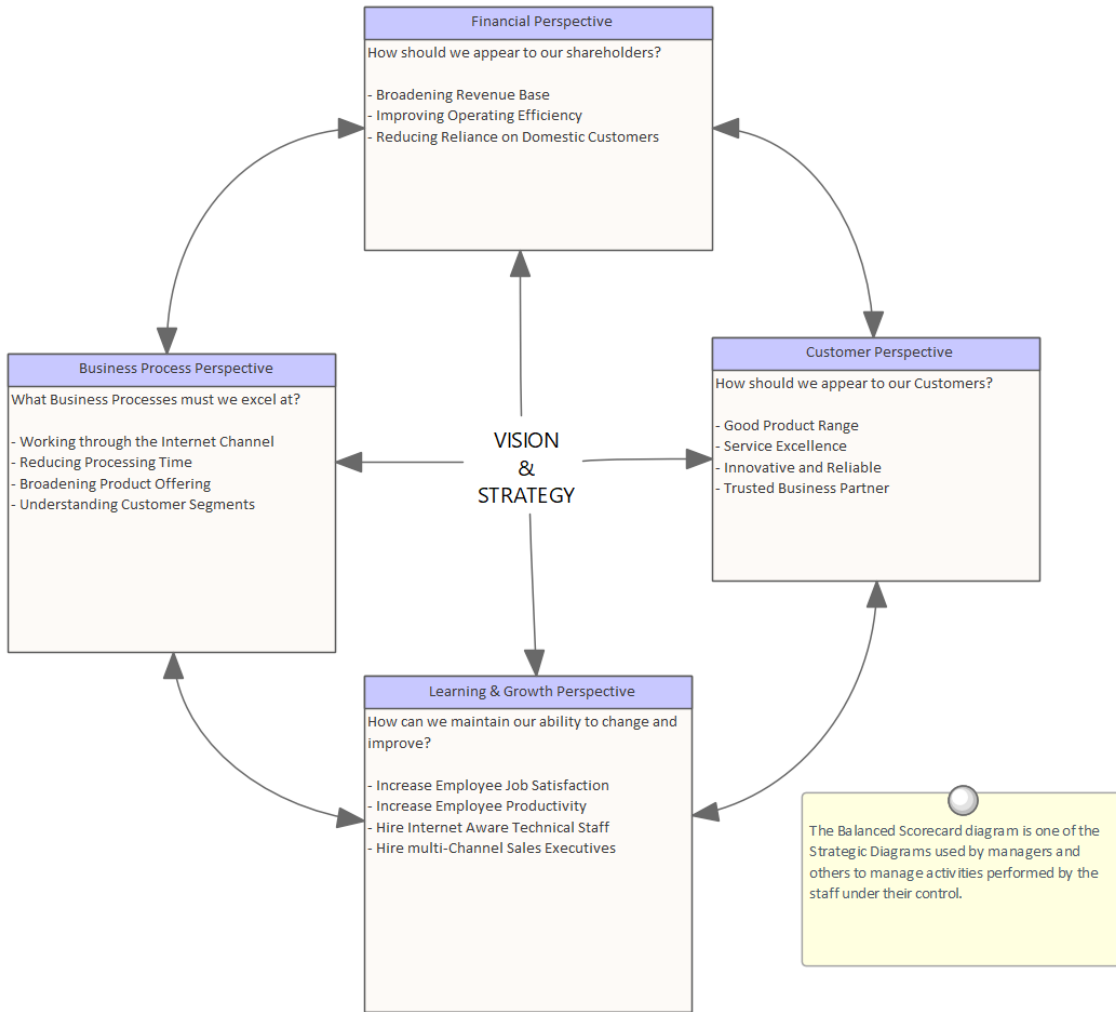 Financial Perspective
How should we appear to our shareholders?
- Broadening Revenue Base
- Improving Operating Efficiency
- Reducing Reliance on Domestic Customers
Business Process Perspective
What Business Processes must we excel at?
- Working through the Internet Channel
- Reducing Processing Time
- Broadening Product Offering
- Understanding Customer Segments
VISION
&
STRATEGY
Customer Perspective
How should we appear to our Customers?
- Good Product Range
- Service Excellence
- Innovative and Reliable
- Trusted Business Partner
Learning & Growth Perspective
How can we maintain our ability to change and
improve?
- Increase Employee Job Satisfaction
- Increase Employee Productivity
- Hire Internet Aware Technical Staff
- Hire multi-Channel Sales Executives
The Balanced Scorecard diagram is one of the
Strategic Diagrams used by managers and
others to manage activities performed by the
staff under their control.